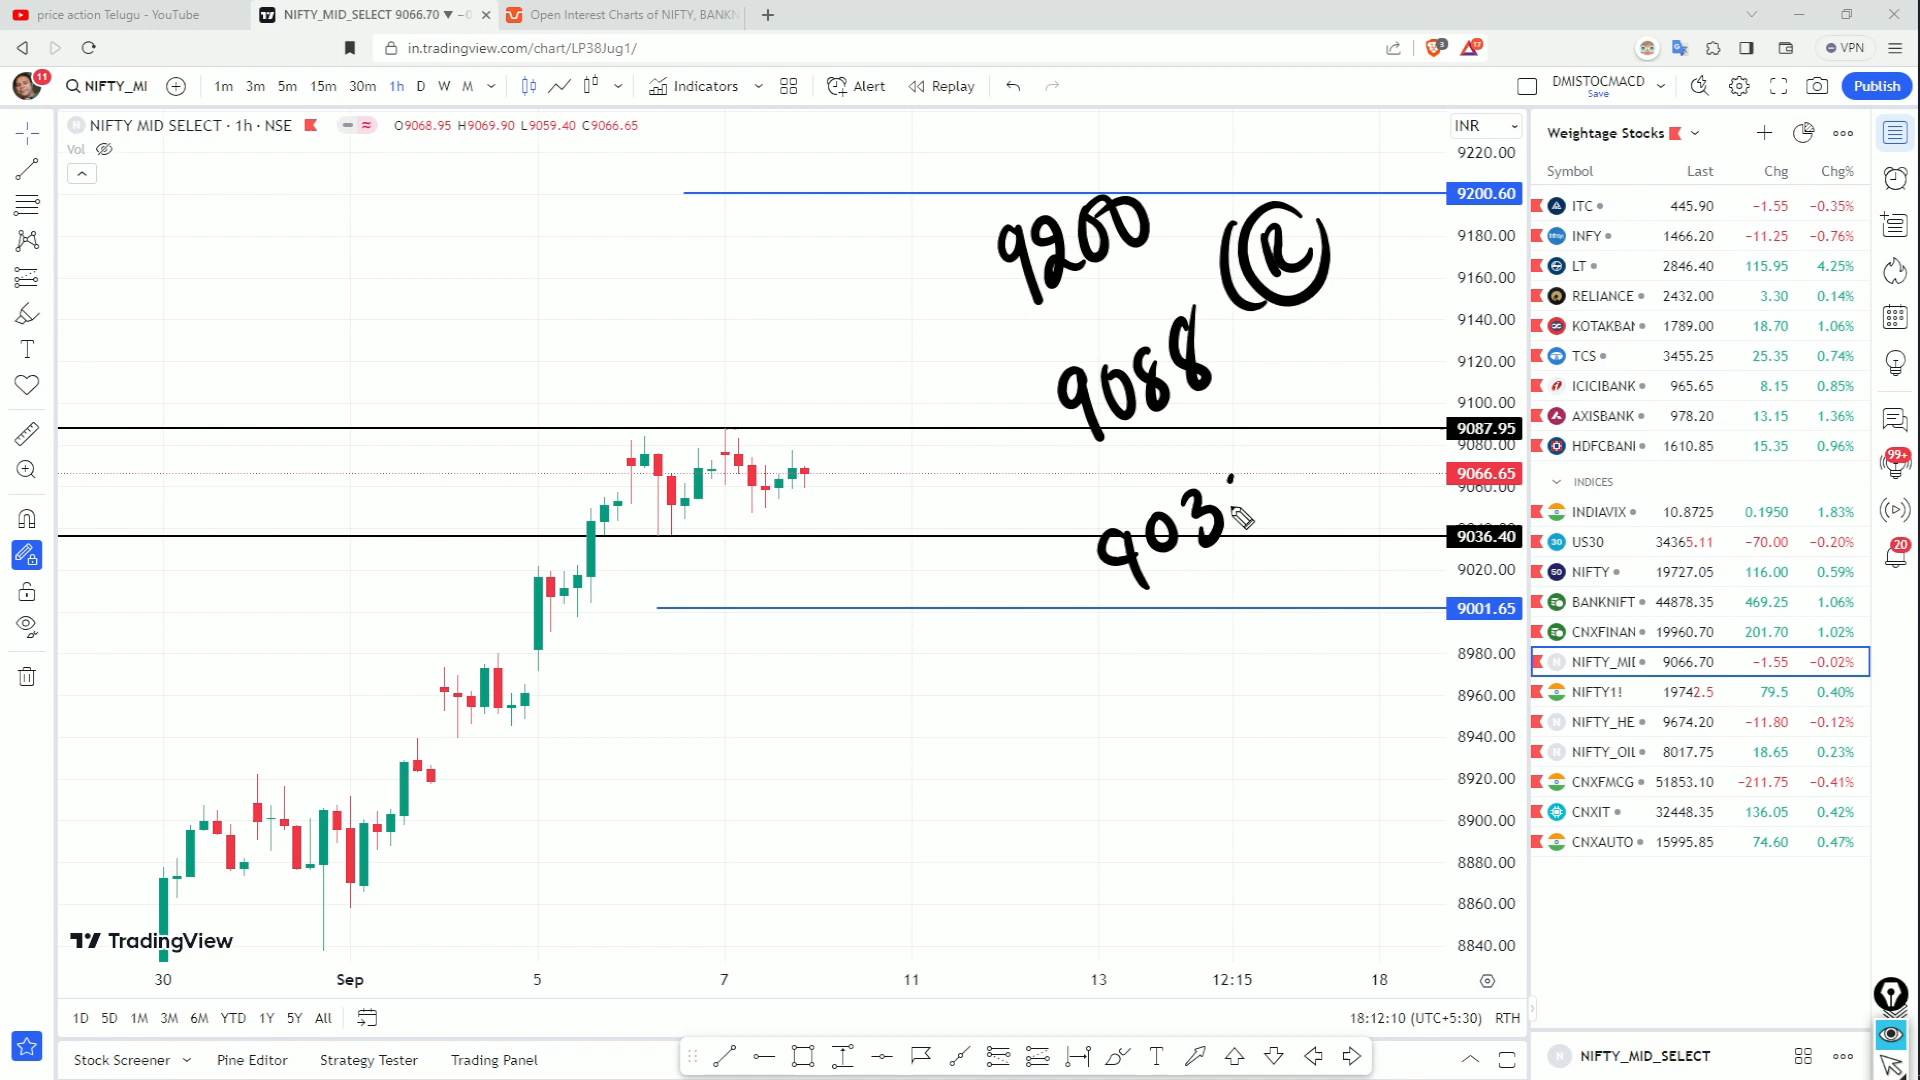 price action Telugu - YouTube
NIFTY_MID_SELECT 9066.70 ▼ −0
Open Interest Charts of NIFTY, BANKN
in.tradingview.com/chart/LP38Jug1/
3
17
VPN
11
NIFTY_MI
1m 3m 5m 15m 30m 1h D W M
Indicators
Alert
Replay
DMISTOCMACD
Save
Publish
NIFTY MID SELECT · 1h · NSE
O9068.95 H9069.90 L9059.40 C9066.65
INR
Vol
9220.00
9200.60
9180.00
9160.00
9140.00
9120.00
9100.00
9087.95
9080.00
9066.65
9060.00
9036.40
9020.00
9001.65
8980.00
8960.00
8940.00
8920.00
8900.00
8880.00
8860.00
8840.00
9200
R
9088
903
TradingView
30 Sep 5 7 11 13 12:15 18
1D 5D 1M 3M 6M YTD 1Y 5Y All
18:12:10 (UTC+5:30) RTH
Stock Screener Pine Editor Strategy Tester Trading Panel
Weightage Stocks
Symbol Last Chg Chg%
ITC 445.90 −1.55 −0.35%
INFY 1466.20 −11.25 −0.76%
LT 2846.40 115.95 4.25%
RELIANCE 2432.00 3.30 0.14%
KOTAKBAN 1789.00 18.70 1.06%
TCS 3455.25 25.35 0.74%
ICICIBANK 965.65 8.15 0.85%
AXISBANK 978.20 13.15 1.36%
HDFCBANI 1610.85 15.35 0.96%
INDICES
INDIAVIX 10.8725 0.1950 1.83%
US30 34365.11 −70.00 −0.20%
NIFTY 19727.05 116.00 0.59%
BANKNIFT 44878.35 469.25 1.06%
CNXFINAN 19960.70 201.70 1.02%
NIFTY_MID 9066.70 −1.55 −0.02%
NIFTY1! 19742.5 79.5 0.40%
NIFTY_HE 9674.20 −11.80 −0.12%
NIFTY_OIL 8017.75 18.65 0.23%
CNXFMCG 51853.10 −211.75 −0.41%
CNXIT 32448.35 136.05 0.42%
CNXAUTO 15995.85 74.60 0.47%
NIFTY_MID_SELECT
99+
20